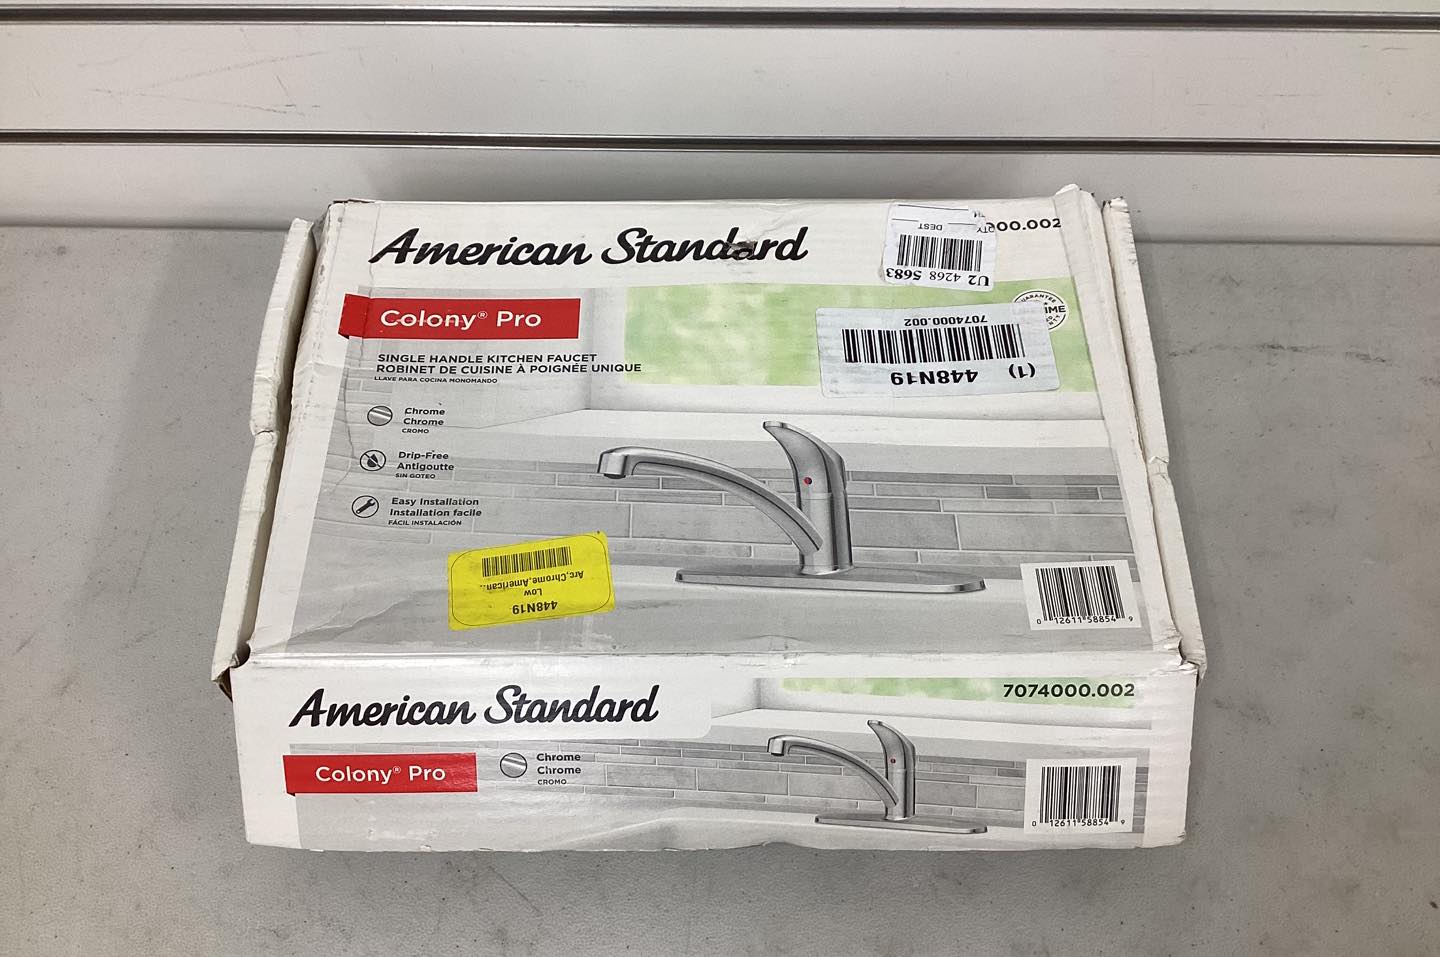 American Standard
000.002
QTY
DEST
U2 4268 5683
Colony® Pro
7074000.002
(1) 448N19
SINGLE HANDLE KITCHEN FAUCET
ROBINET DE CUISINE À POIGNÉE UNIQUE
LLAVE PARA COCINA MONOMANDO
Chrome
Chrome
CROMO
Drip-Free
Antigoutte
SIN GOTEO
Easy Installation
Installation facile
FÁCIL INSTALACIÓN
448N19
Low
Arc,Chrome,American..
0 12611 58854 9
American Standard
7074000.002
Colony® Pro
Chrome
Chrome
CROMO
0 12611 58854 9